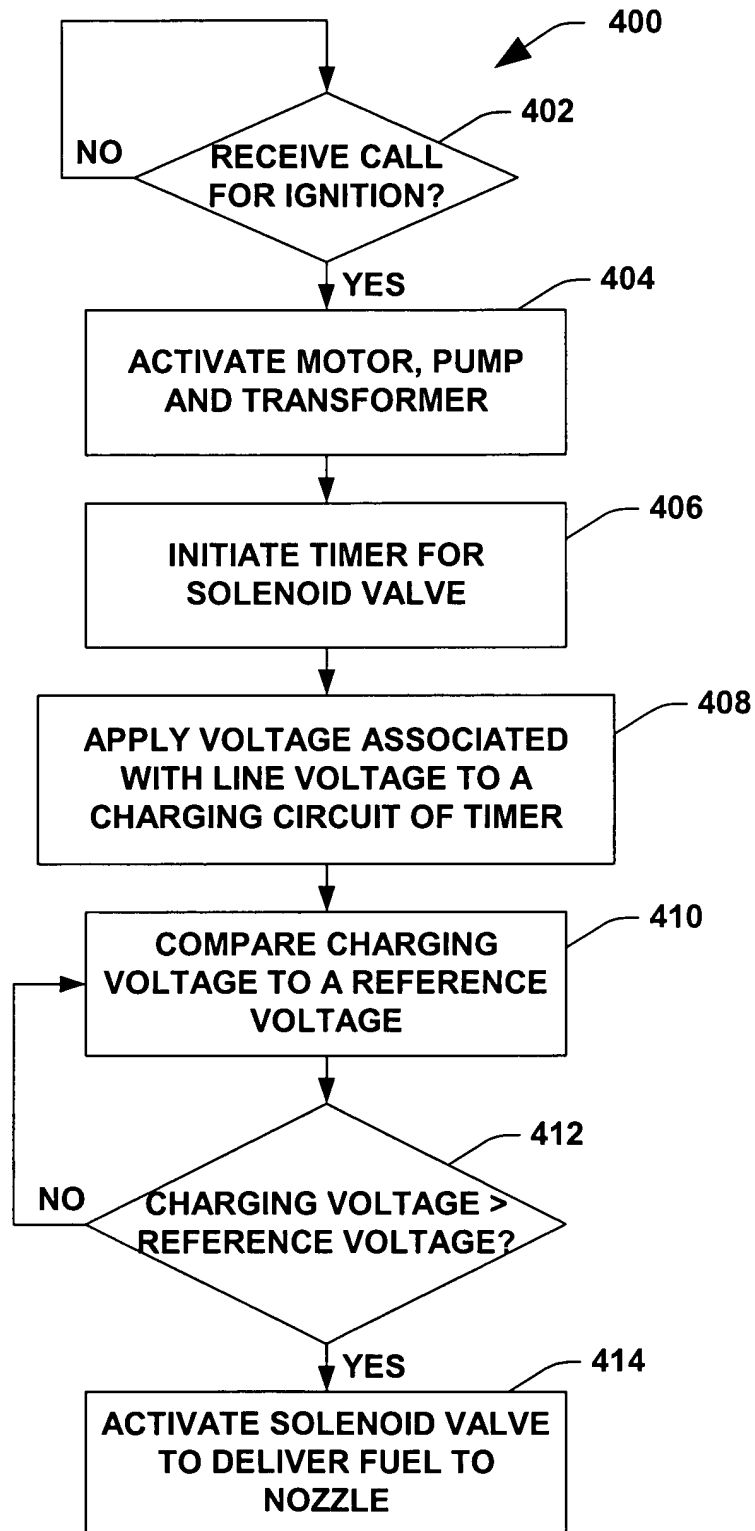 400
402
RECEIVE CALL
FOR IGNITION?
NO
YES
404
ACTIVATE MOTOR, PUMP
AND TRANSFORMER
406
INITIATE TIMER FOR
SOLENOID VALVE
408
APPLY VOLTAGE ASSOCIATED
WITH LINE VOLTAGE TO A
CHARGING CIRCUIT OF TIMER
410
COMPARE CHARGING
VOLTAGE TO A REFERENCE
VOLTAGE
412
NO
CHARGING VOLTAGE >
REFERENCE VOLTAGE?
YES
414
ACTIVATE SOLENOID VALVE
TO DELIVER FUEL TO
NOZZLE